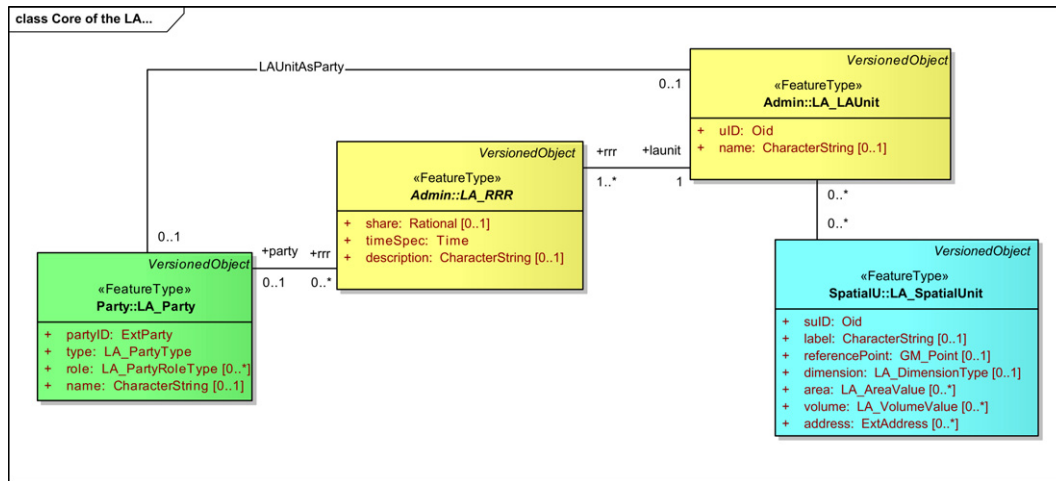 class Core of the LA...
LAUnitAsParty
0..1
0..1
VersionedObject
«FeatureType»
Admin::LA_LAUnit
+ uID: Oid
+ name: CharacterString [0..1]
+rrr
+launit
1..*
1
VersionedObject
«FeatureType»
Admin::LA_RRR
+ share: Rational [0..1]
+ timeSpec: Time
+ description: CharacterString [0..1]
+party
+rrr
0..1
0..*
VersionedObject
«FeatureType»
Party::LA_Party
+ partyID: ExtParty
+ type: LA_PartyType
+ role: LA_PartyRoleType [0..*]
+ name: CharacterString [0..1]
0..*
0..*
VersionedObject
«FeatureType»
SpatialU::LA_SpatialUnit
+ suID: Oid
+ label: CharacterString [0..1]
+ referencePoint: GM_Point [0..1]
+ dimension: LA_DimensionType [0..1]
+ area: LA_AreaValue [0..*]
+ volume: LA_VolumeValue [0..*]
+ address: ExtAddress [0..*]